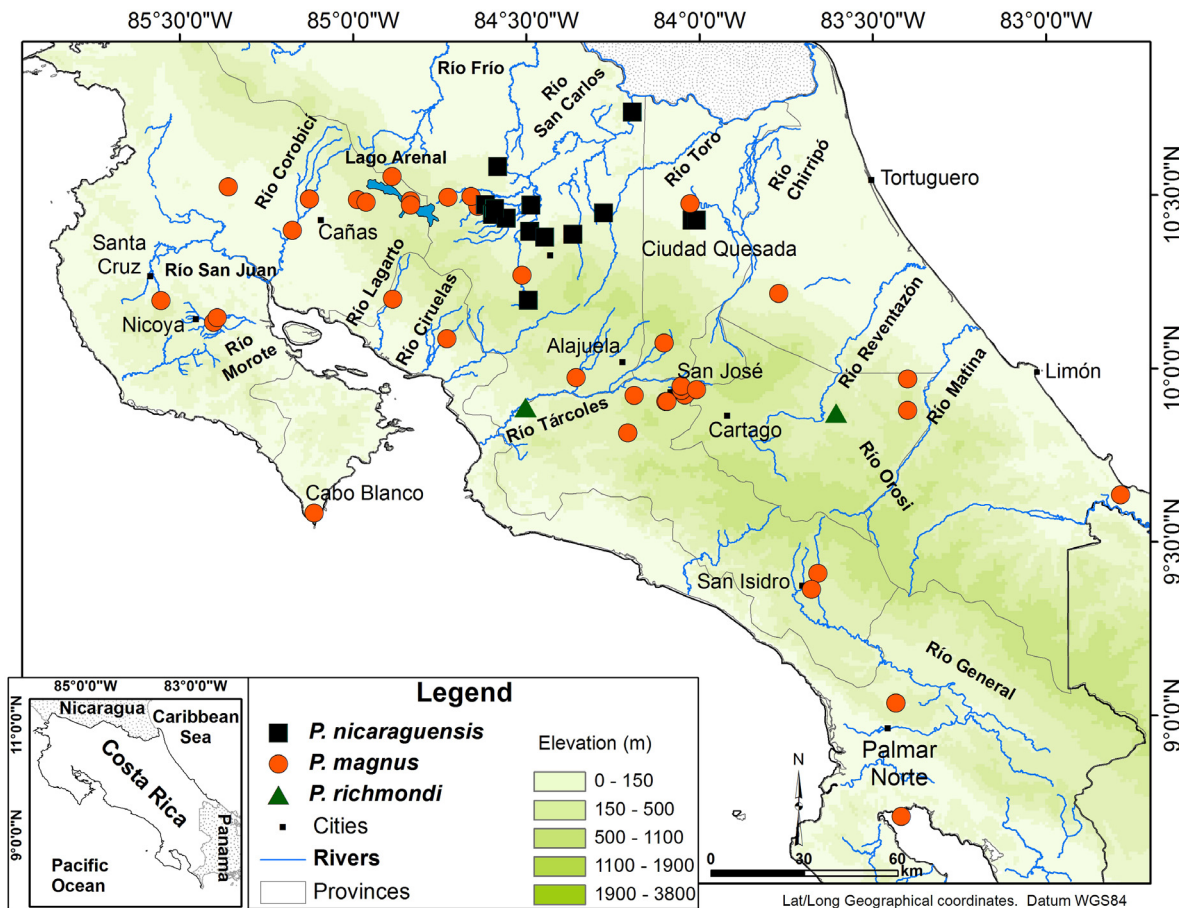 85°30'0"W
85°00'0"W
84°30'0"W
84°00'0"W
83°30'0"W
83°00'0"W
Río Frío
Río
San Carlos
Río Corobicí
Lago Arenal
Río Toro
Río
Chirripó
Tortuguero
10°30'0"N
Cañas
Ciudad Quesada
Santa
Cruz
Río San Juan
Río Lagarto
Río Ciruelas
Nicoya
Río
Morote
Alajuela
San José
Río Reventazón
Río Matina
Limón
10°00'0"N
Río Tárcoles
Cartago
Río Orosi
Cabo Blanco
9°30'0"N
San Isidro
Río General
9°0'0"N
Palmar
Norte
85°0'0"W
83°0'0"W
11°0'0"N
9°0'0"N
Nicaragua
Caribbean
Sea
Costa Rica
Panama
Pacific
Ocean
Legend
P. nicaraguensis
P. magnus
P. richmondi
Cities
Rivers
Provinces
Elevation (m)
0 - 150
150 - 500
500 - 1100
1100 - 1900
1900 - 3800
N
0
30
60
km
Lat/Long Geographical coordinates. Datum WGS84